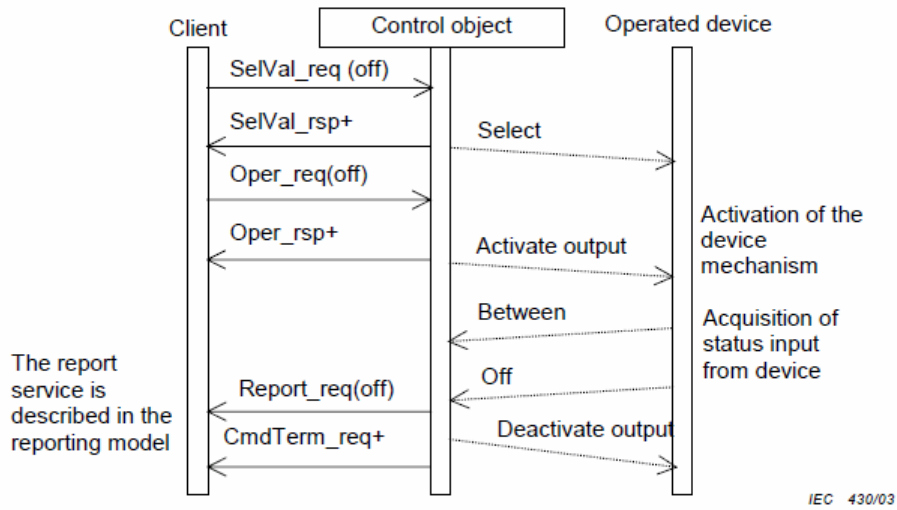 Client
Control object
Operated device
SelVal_req (off)
SelVal_rsp+
Select
Oper_req(off)
Oper_rsp+
Activate output
Activation of the
device
mechanism
Between
Acquisition of
status input
from device
The report
service is
described in the
reporting model
Off
Report_req(off)
CmdTerm_req+
Deactivate output
IEC 430/03